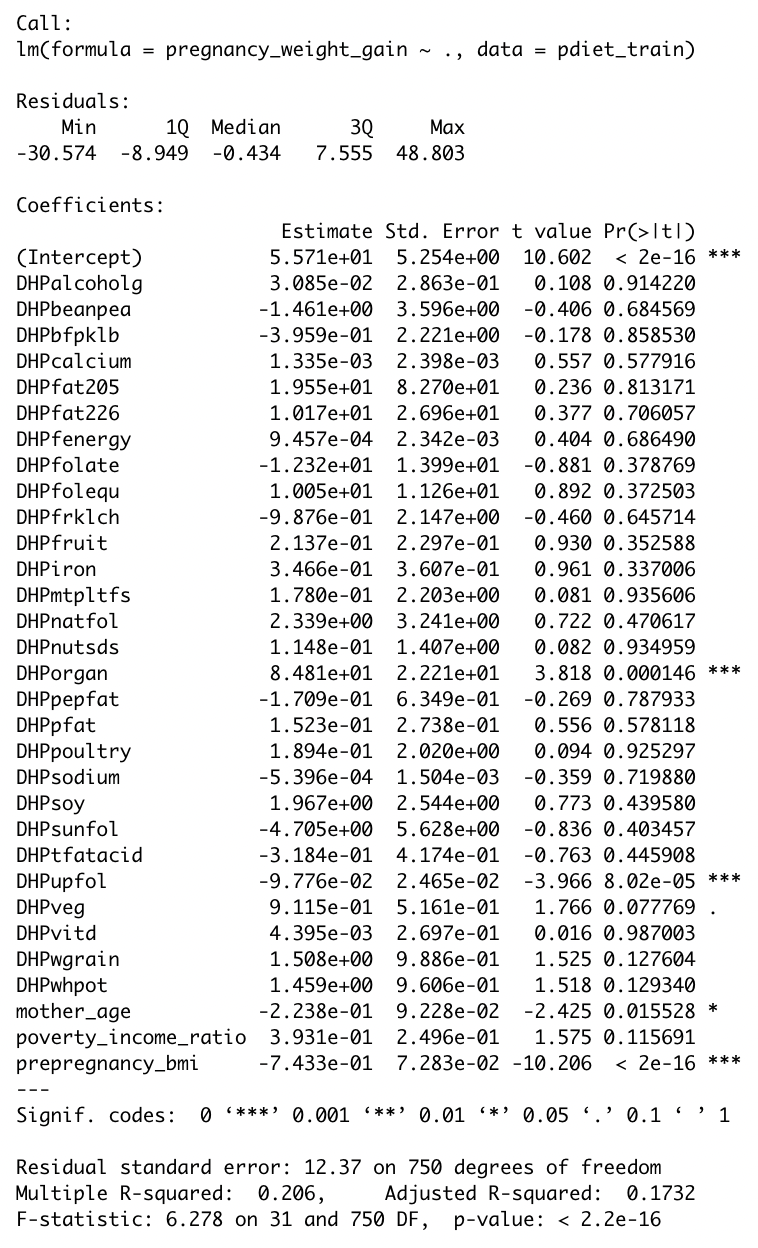 Call:
lm(formula = pregnancy_weight_gain ~ ., data = pdiet_train)

Residuals:
    Min      1Q  Median      3Q     Max
-30.574  -8.949  -0.434   7.555  48.803

Coefficients:
                       Estimate Std. Error t value Pr(>|t|)
(Intercept)           5.571e+01  5.254e+00  10.602  < 2e-16 ***
DHPalcoholg           3.085e-02  2.863e-01   0.108 0.914220
DHPbeanpea           -1.461e+00  3.596e+00  -0.406 0.684569
DHPbfpklb            -3.959e-01  2.221e+00  -0.178 0.858530
DHPcalcium            1.335e-03  2.398e-03   0.557 0.577916
DHPfat205             1.955e+01  8.270e+01   0.236 0.813171
DHPfat226             1.017e+01  2.696e+01   0.377 0.706057
DHPfenergy            9.457e-04  2.342e-03   0.404 0.686490
DHPfolate            -1.232e+01  1.399e+01  -0.881 0.378769
DHPfolequ             1.005e+01  1.126e+01   0.892 0.372503
DHPfrklch            -9.876e-01  2.147e+00  -0.460 0.645714
DHPfruit              2.137e-01  2.297e-01   0.930 0.352588
DHPiron               3.466e-01  3.607e-01   0.961 0.337006
DHPmtpltfs            1.780e-01  2.203e+00   0.081 0.935606
DHPnatfol             2.339e+00  3.241e+00   0.722 0.470617
DHPnutsds             1.148e-01  1.407e+00   0.082 0.934959
DHPorgan              8.481e+01  2.221e+01   3.818 0.000146 ***
DHPpepfat            -1.709e-01  6.349e-01  -0.269 0.787933
DHPpfat               1.523e-01  2.738e-01   0.556 0.578118
DHPpoultry            1.894e-01  2.020e+00   0.094 0.925297
DHPsodium            -5.396e-04  1.504e-03  -0.359 0.719880
DHPsoy                1.967e+00  2.544e+00   0.773 0.439580
DHPsunfol            -4.705e+00  5.628e+00  -0.836 0.403457
DHPtfatacid          -3.184e-01  4.174e-01  -0.763 0.445908
DHPupfol             -9.776e-02  2.465e-02  -3.966 8.02e-05 ***
DHPveg                9.115e-01  5.161e-01   1.766 0.077769 .
DHPvitd               4.395e-03  2.697e-01   0.016 0.987003
DHPwgrain             1.508e+00  9.886e-01   1.525 0.127604
DHPwhpot              1.459e+00  9.606e-01   1.518 0.129340
mother_age           -2.238e-01  9.228e-02  -2.425 0.015528 *
poverty_income_ratio  3.931e-01  2.496e-01   1.575 0.115691
prepregnancy_bmi     -7.433e-01  7.283e-02 -10.206  < 2e-16 ***
---
Signif. codes:  0 ‘***’ 0.001 ‘**’ 0.01 ‘*’ 0.05 ‘.’ 0.1 ‘ ’ 1

Residual standard error: 12.37 on 750 degrees of freedom
Multiple R-squared:  0.206,	Adjusted R-squared:  0.1732
F-statistic: 6.278 on 31 and 750 DF,  p-value: < 2.2e-16